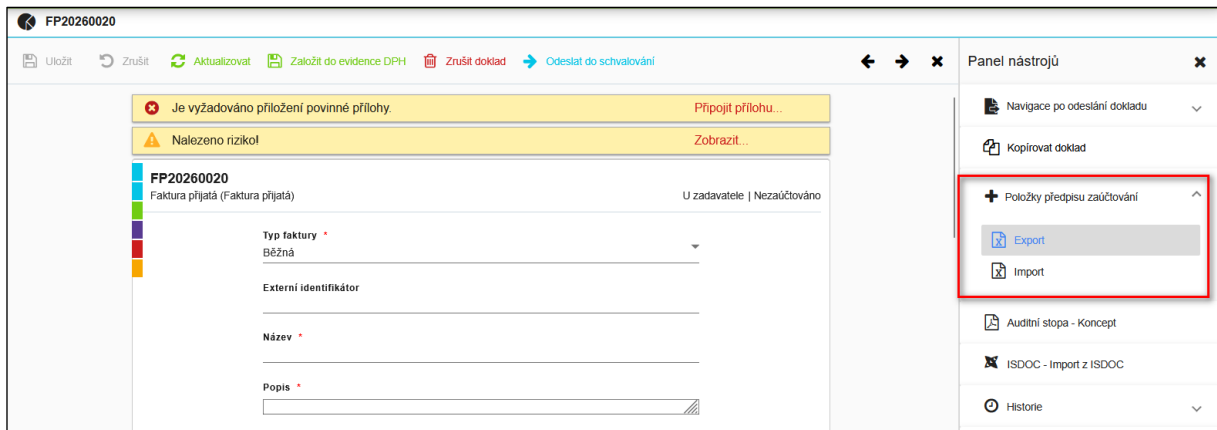 FP20260020
Uložit Zrušit Aktualizovat Založit do evidence DPH Zrušit doklad Odeslat do schvalování
Je vyžadováno přiložení povinné přílohy. Připojit přílohu...
Nalezeno riziko! Zobrazit...
FP20260020
Faktura přijatá (Faktura přijatá) U zadavatele | Nezaúčtováno
Typ faktury *
Běžná
Externí identifikátor
Název *
Popis *
Panel nástrojů
Navigace po odeslání dokladu
Kopírovat doklad
Položky předpisu zaúčtování
Export
Import
Auditní stopa - Koncept
ISDOC - Import z ISDOC
Historie